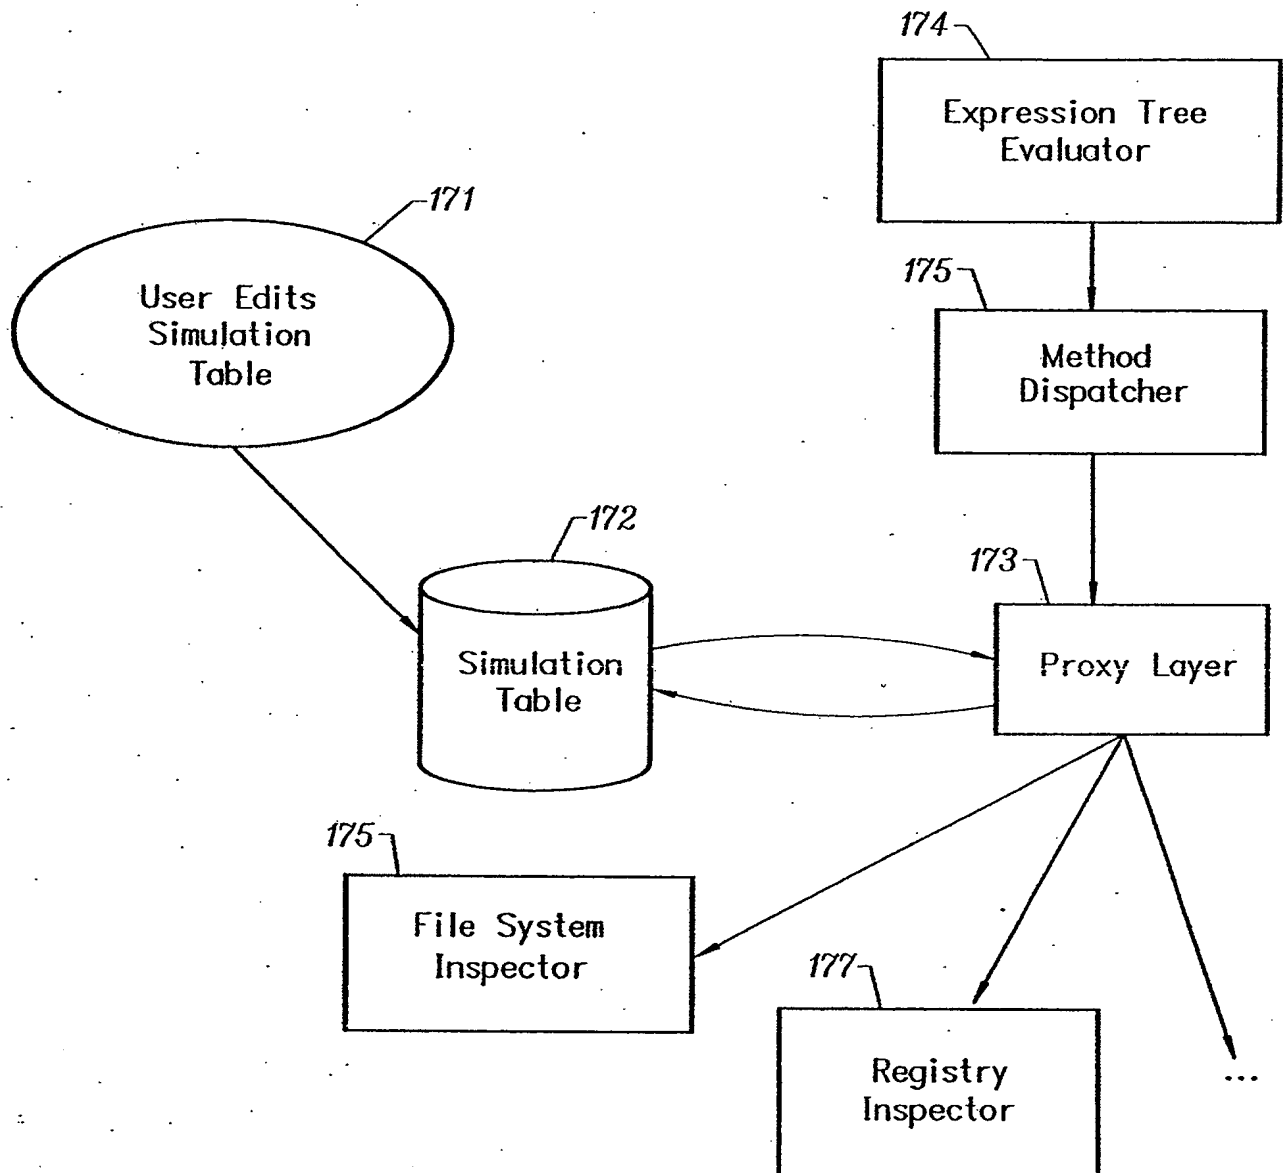 174
Expression Tree
Evaluator
171
User Edits
Simulation
Table
175
Method
Dispatcher
172
Simulation
Table
173
Proxy Layer
175
File System
Inspector
177
Registry
Inspector
...